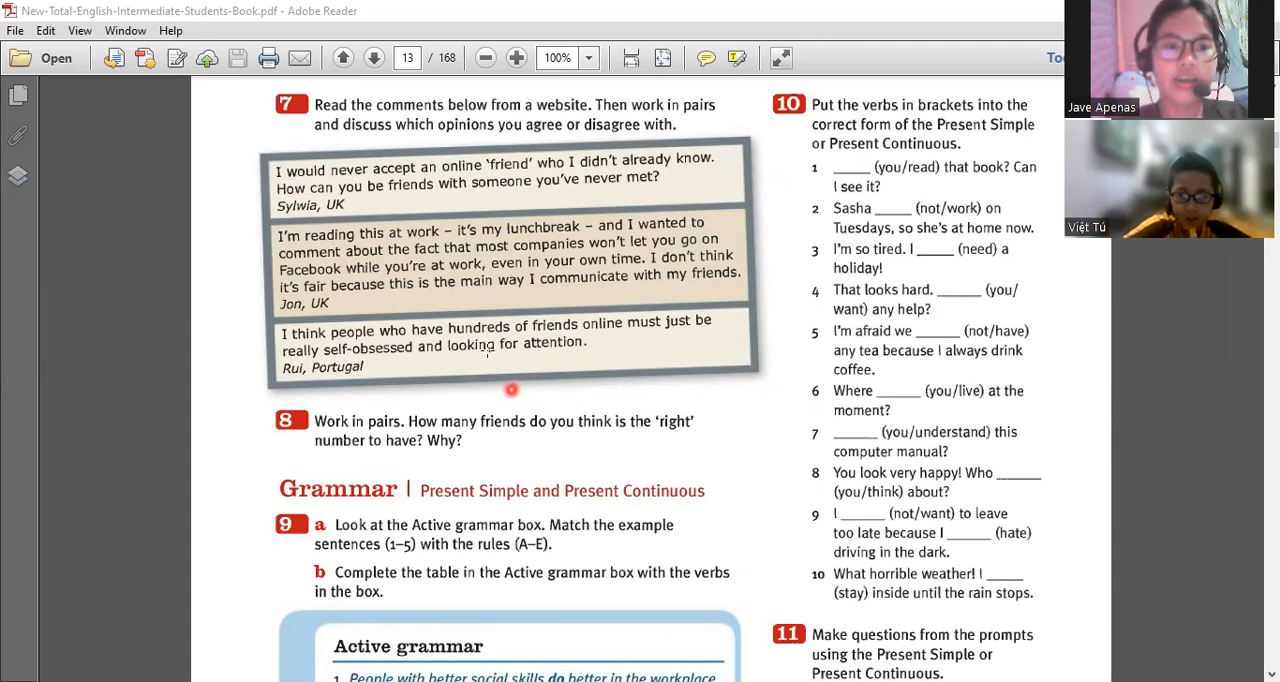 New-Total-English-Intermediate-Students-Book.pdf - Adobe Reader
File Edit View Window Help
Open
13 / 168
100%
Jave Apenas
Việt Tú
7 Read the comments below from a website. Then work in pairs
and discuss which opinions you agree or disagree with.
I would never accept an online 'friend' who I didn't already know.
How can you be friends with someone you've never met?
Sylwia, UK
I'm reading this at work – it's my lunchbreak – and I wanted to
comment about the fact that most companies won't let you go on
Facebook while you're at work, even in your own time. I don't think
it's fair because this is the main way I communicate with my friends.
Jon, UK
I think people who have hundreds of friends online must just be
really self-obsessed and looking for attention.
Rui, Portugal
8 Work in pairs. How many friends do you think is the 'right'
number to have? Why?
Grammar | Present Simple and Present Continuous
9 a Look at the Active grammar box. Match the example
sentences (1–5) with the rules (A–E).
b Complete the table in the Active grammar box with the verbs
in the box.
Active grammar
1 People with better social skills do better in the workplace
10 Put the verbs in brackets into the
correct form of the Present Simple
or Present Continuous.
1 _____ (you/read) that book? Can
I see it?
2 Sasha _____ (not/work) on
Tuesdays, so she's at home now.
3 I'm so tired. I _____ (need) a
holiday!
4 That looks hard. ______ (you/
want) any help?
5 I'm afraid we ______ (not/have)
any tea because I always drink
coffee.
6 Where ______ (you/live) at the
moment?
7 ______ (you/understand) this
computer manual?
8 You look very happy! Who ______
(you/think) about?
9 I ______ (not/want) to leave
too late because I ______ (hate)
driving in the dark.
10 What horrible weather! I _____
(stay) inside until the rain stops.
11 Make questions from the prompts
using the Present Simple or
Present Continuous.